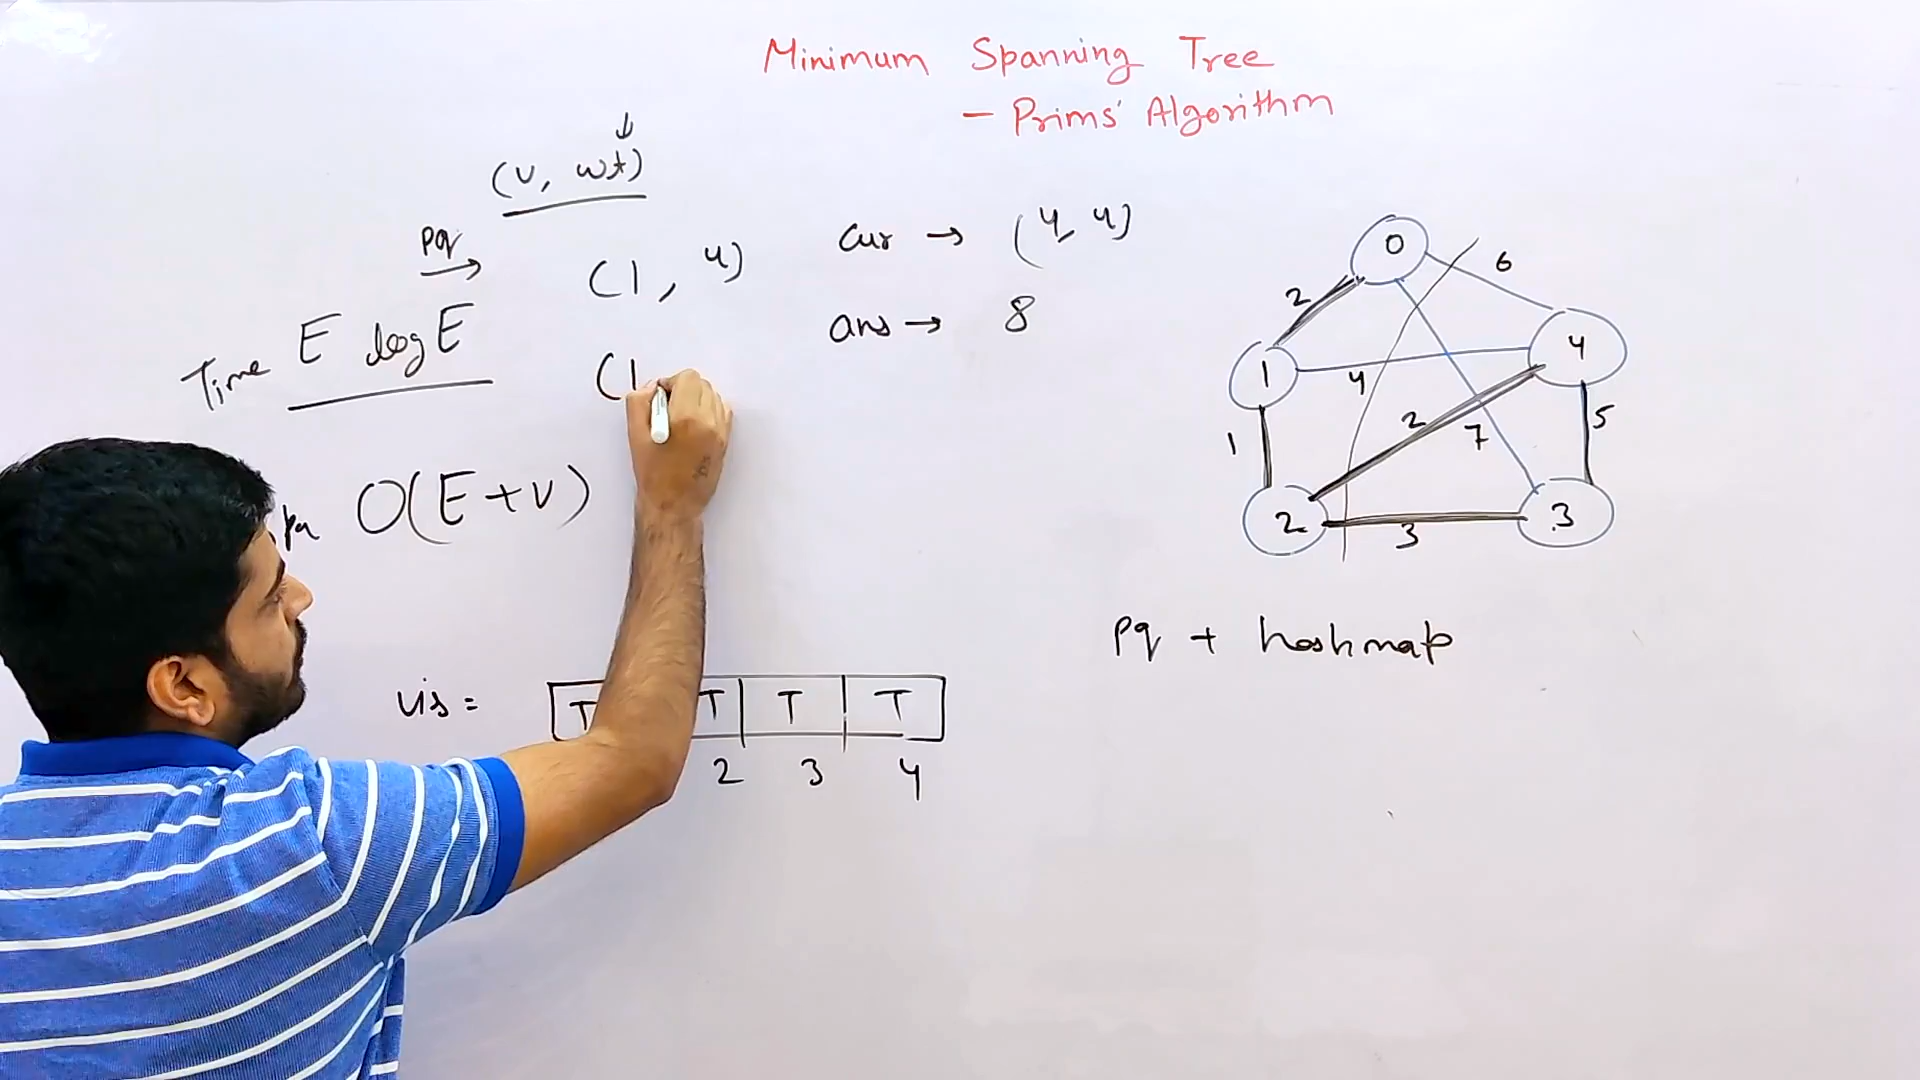 Minimum Spanning Tree
- Prims' Algorithm
(v, wt)
pq
(1, 4)
cur → (4, 4)
ans → 8
Time E log E
(1
O(E+V)
0
6
2
1
4
4
1
2
7
5
2
3
3
pq + hashmap
vis = T T T T
2 3 4